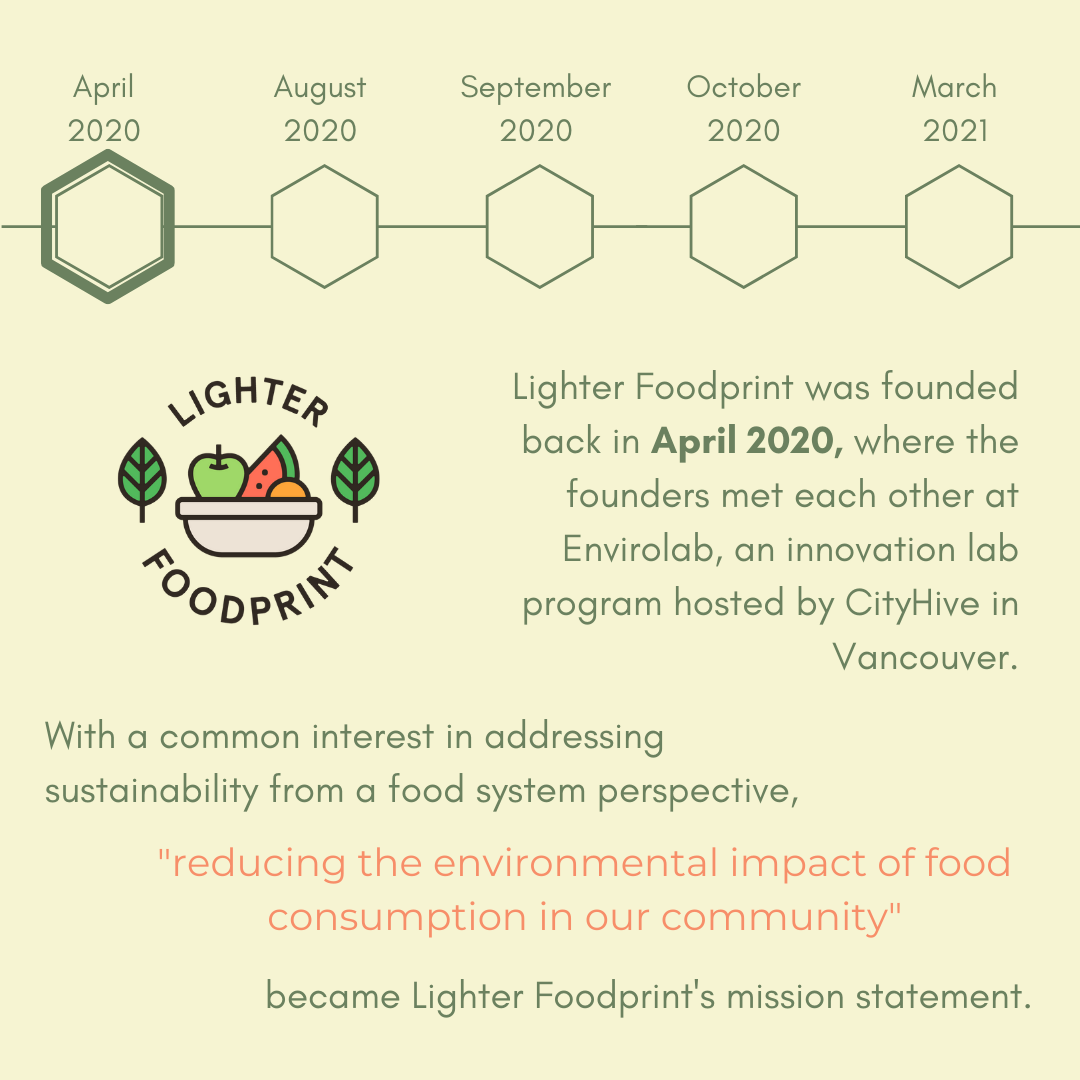 April
2020
August
2020
September
2020
October
2020
March
2021
LIGHTER
FOODPRINT
Lighter Foodprint was founded
back in April 2020, where the
founders met each other at
Envirolab, an innovation lab
program hosted by CityHive in
Vancouver.
With a common interest in addressing
sustainability from a food system perspective,
"reducing the environmental impact of food
consumption in our community"
became Lighter Foodprint's mission statement.